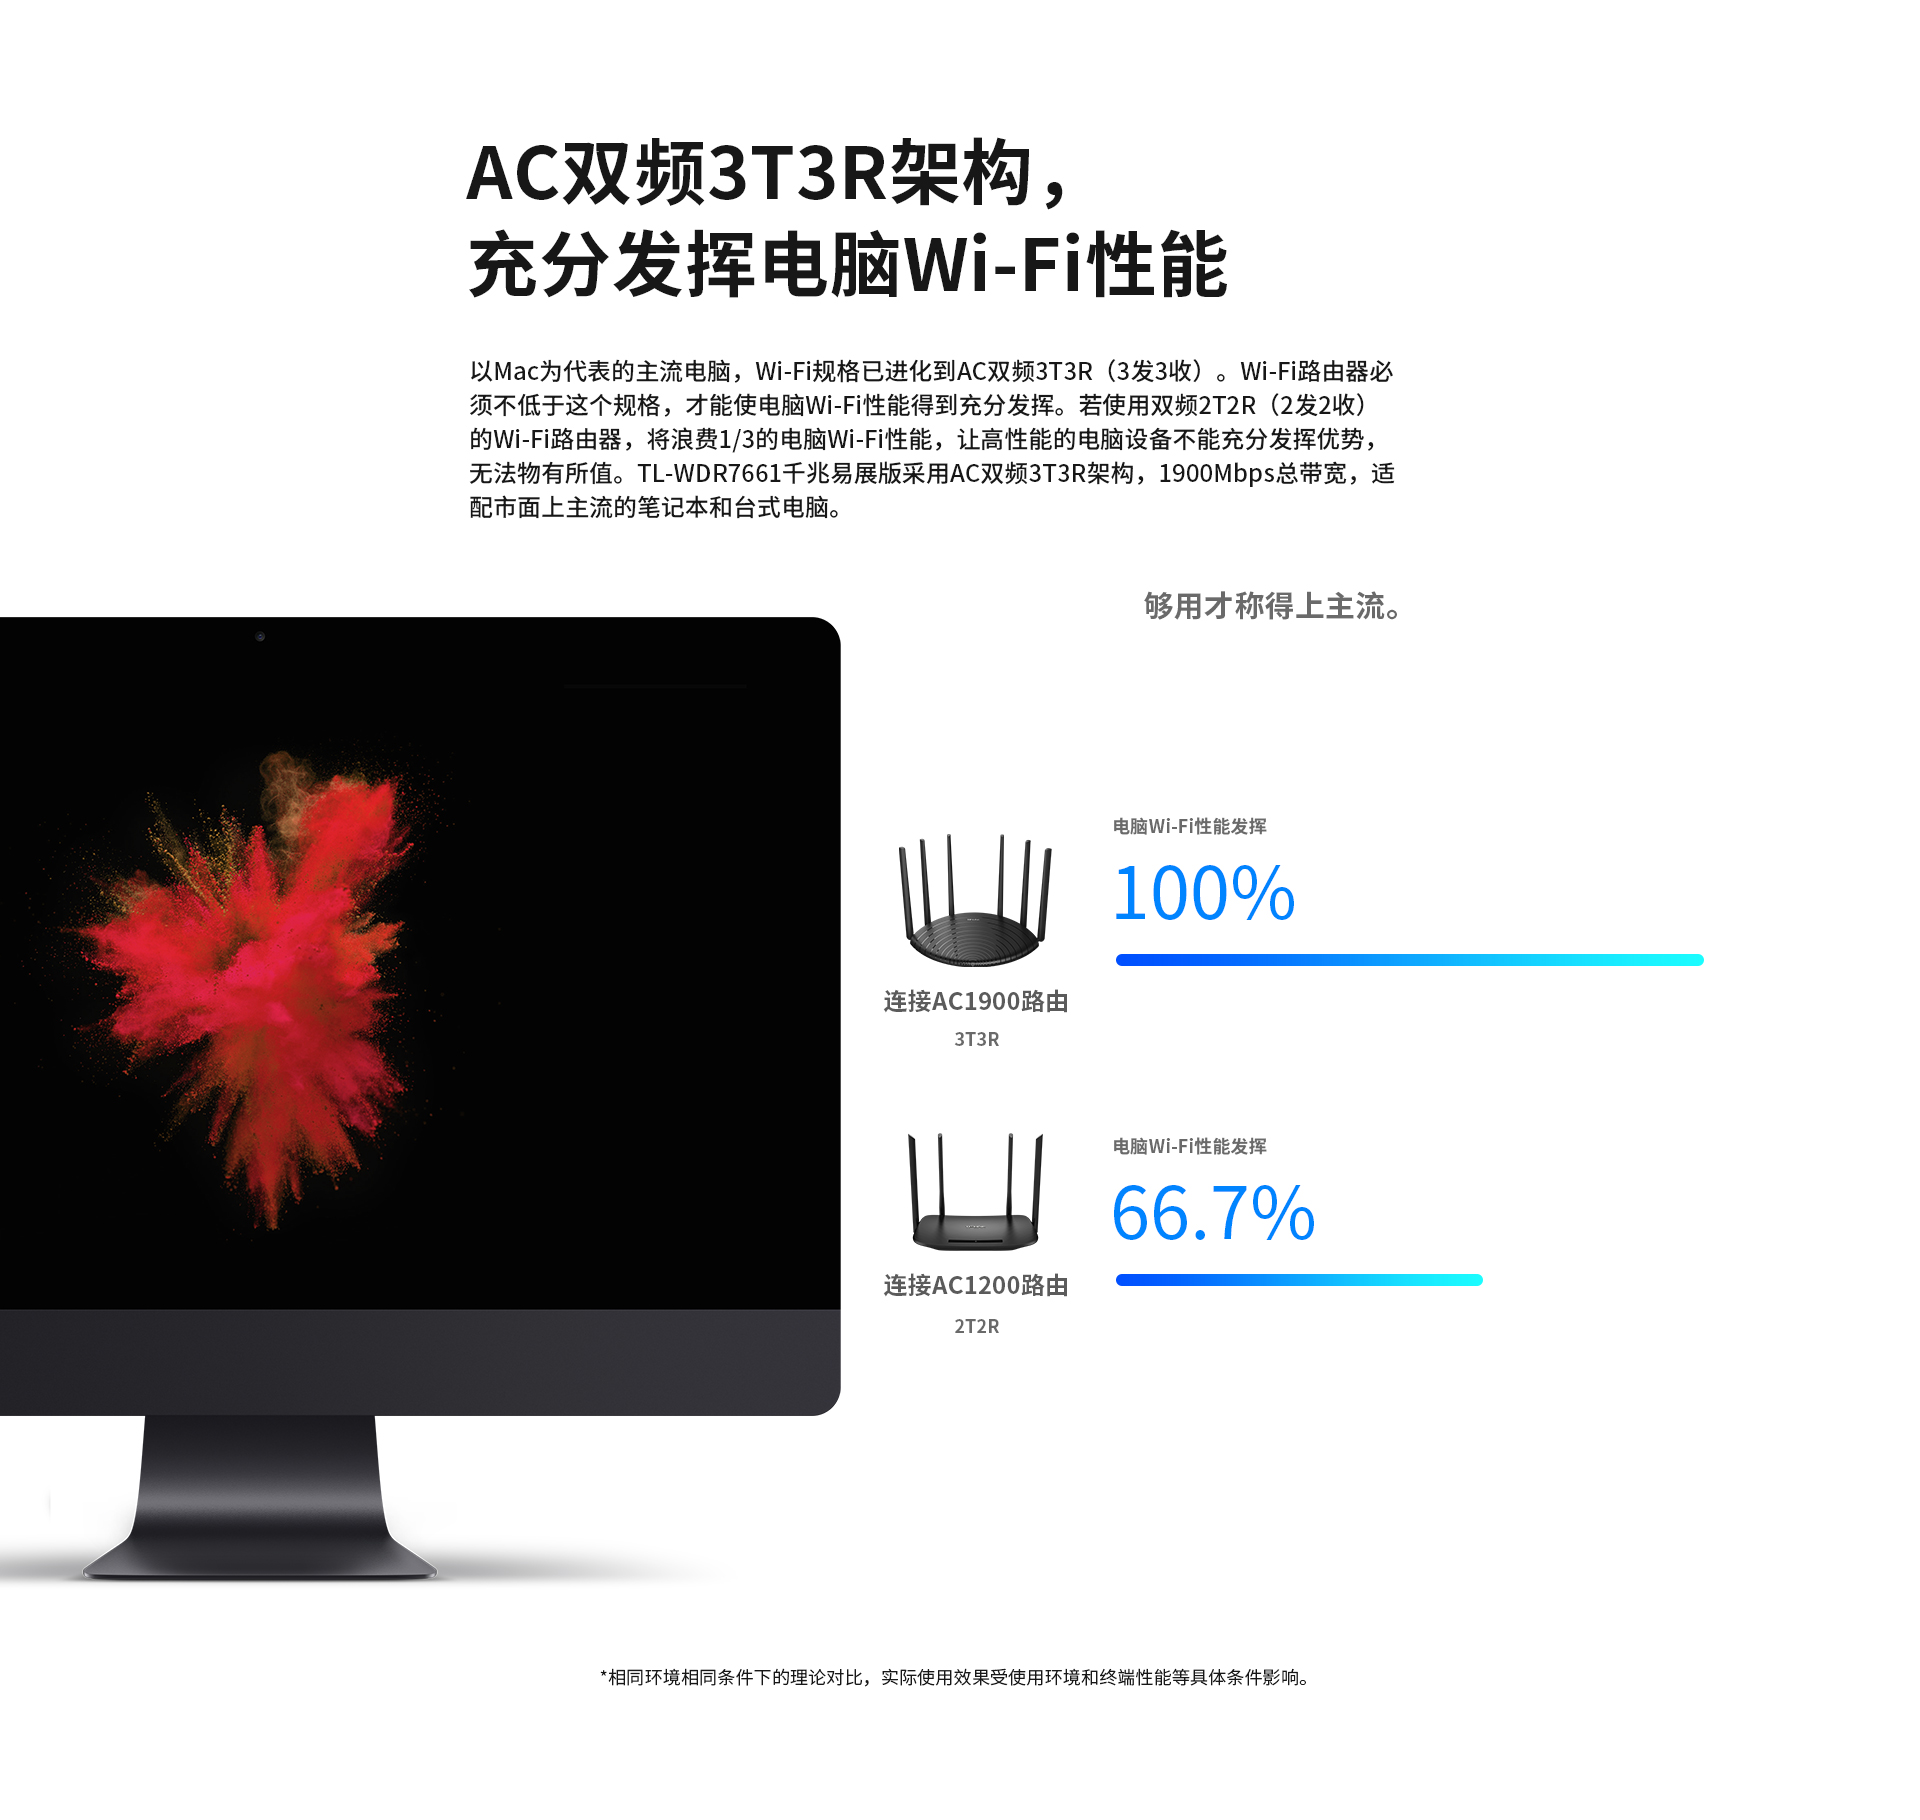 AC双频3T3R架构，
充分发挥电脑Wi-Fi性能
以Mac为代表的主流电脑，Wi-Fi规格已进化到AC双频3T3R（3发3收）。Wi-Fi路由器必
须不低于这个规格，才能使电脑Wi-Fi性能得到充分发挥。若使用双频2T2R（2发2收）
的Wi-Fi路由器，将浪费1/3的电脑Wi-Fi性能，让高性能的电脑设备不能充分发挥优势，
无法物有所值。TL-WDR7661千兆易展版采用AC双频3T3R架构，1900Mbps总带宽，适
配市面上主流的笔记本和台式电脑。
够用才称得上主流。
电脑Wi-Fi性能发挥
100%
连接AC1900路由
3T3R
电脑Wi-Fi性能发挥
66.7%
连接AC1200路由
2T2R
*相同环境相同条件下的理论对比，实际使用效果受使用环境和终端性能等具体条件影响。